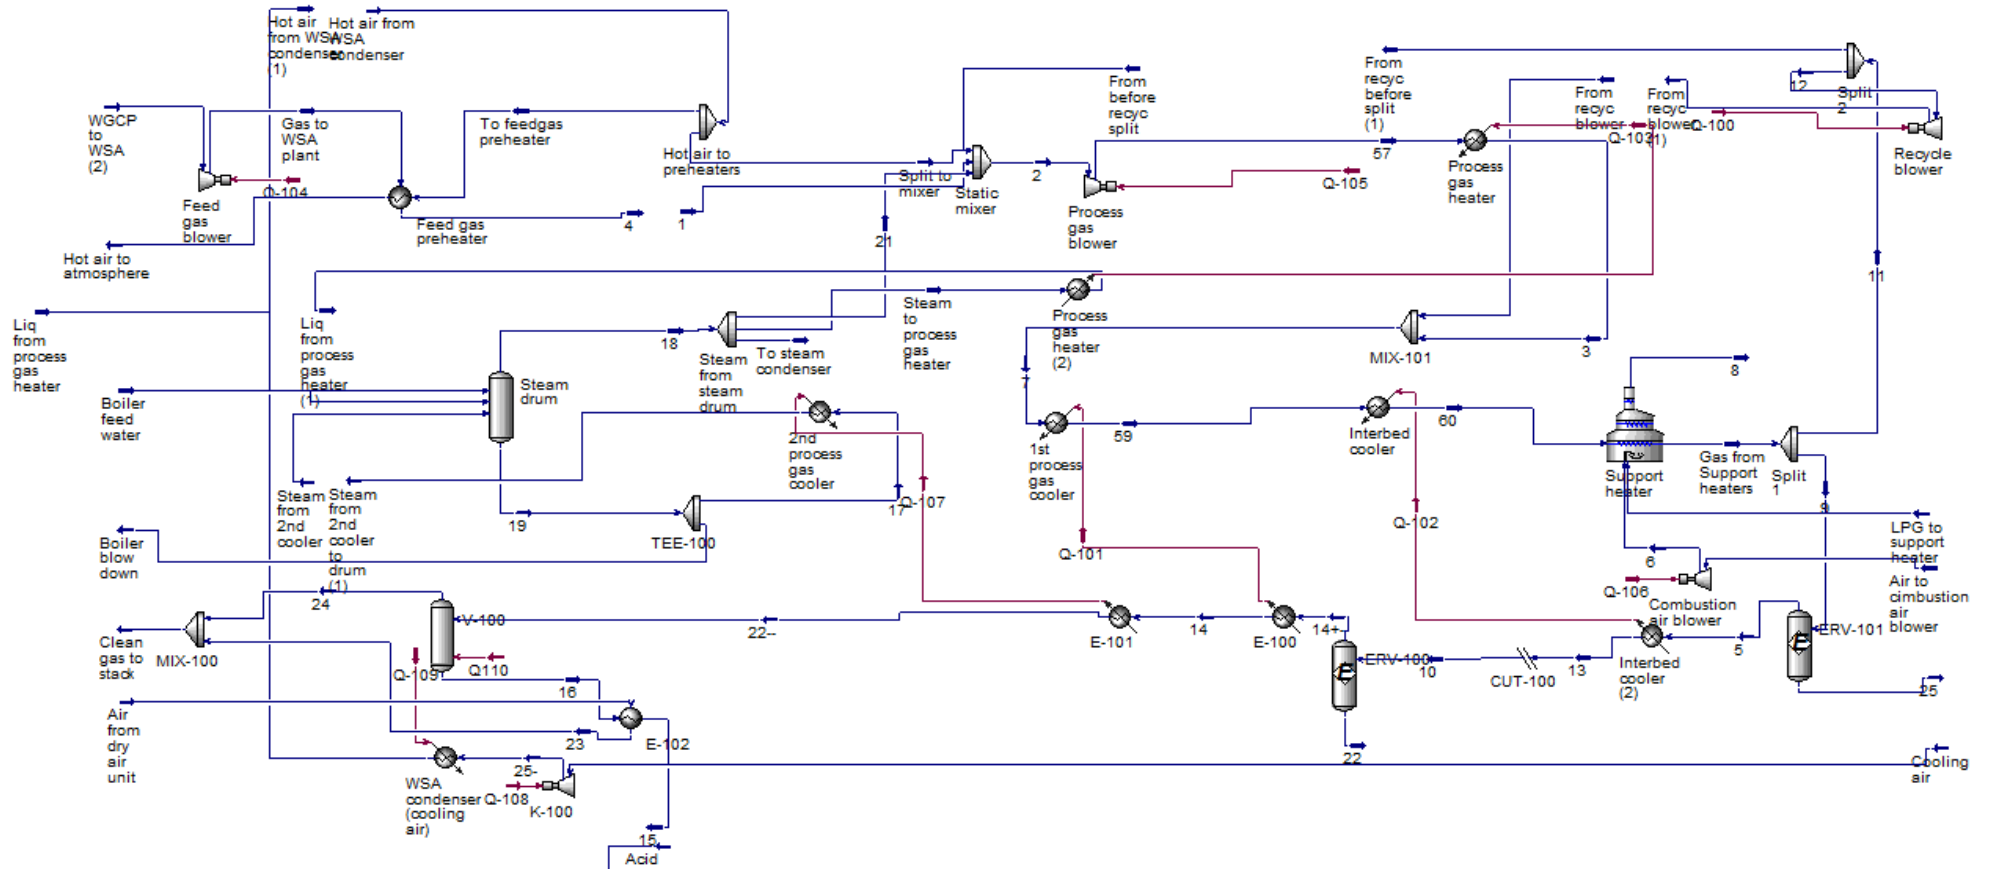 Hot air
from WSA
condenser
(1)
Hot air from
WSA
condenser
WGCP
to
WSA
(2)
Gas to
WSA
plant
To feedgas
preheater
Hot air to
preheaters
From
before
recyc
split
From
recyc
before
split
(1)
From
recyc
blower
From
recyc
blower
(1)
12
Split
2
Q-100
Q-103
Recycle
blower
57
Process
gas
heater
Q-104
Feed
gas
blower
Feed gas
preheater
4
1
Split to
mixer
Static
mixer
2
Q-105
Process
gas
blower
21
11
Hot air to
atmosphere
Liq
from
process
gas
heater
Liq
from
process
gas
heater
(1)
18
Steam
from
steam
drum
To steam
condenser
Steam
to
process
gas
heater
Process
gas
heater
(2)
MIX-101
3
7
8
Boiler
feed
water
Steam
drum
2nd
process
gas
cooler
1st
process
gas
cooler
59
Interbed
cooler
60
Support
heater
Gas from
Support
heaters
Split
1
9
Steam
from
2nd
cooler
Steam
from
2nd
cooler
to
drum
(1)
19
17
Q-107
TEE-100
Q-101
Q-102
LPG to
support
heater
6
Q-106
Combustion
air blower
Air to
cimbustion
air
blower
Boiler
blow
down
24
V-100
22--
E-101
14
E-100
14+
ERV-100
10
CUT-100
13
Interbed
cooler
(2)
5
ERV-101
25
Clean
gas to
stack
MIX-100
Q-109
Q110
16
Air
from
dry
air
unit
23
E-102
22
Cooling
air
WSA
condenser
(cooling
air)
25-
Q-108
K-100
15
Acid